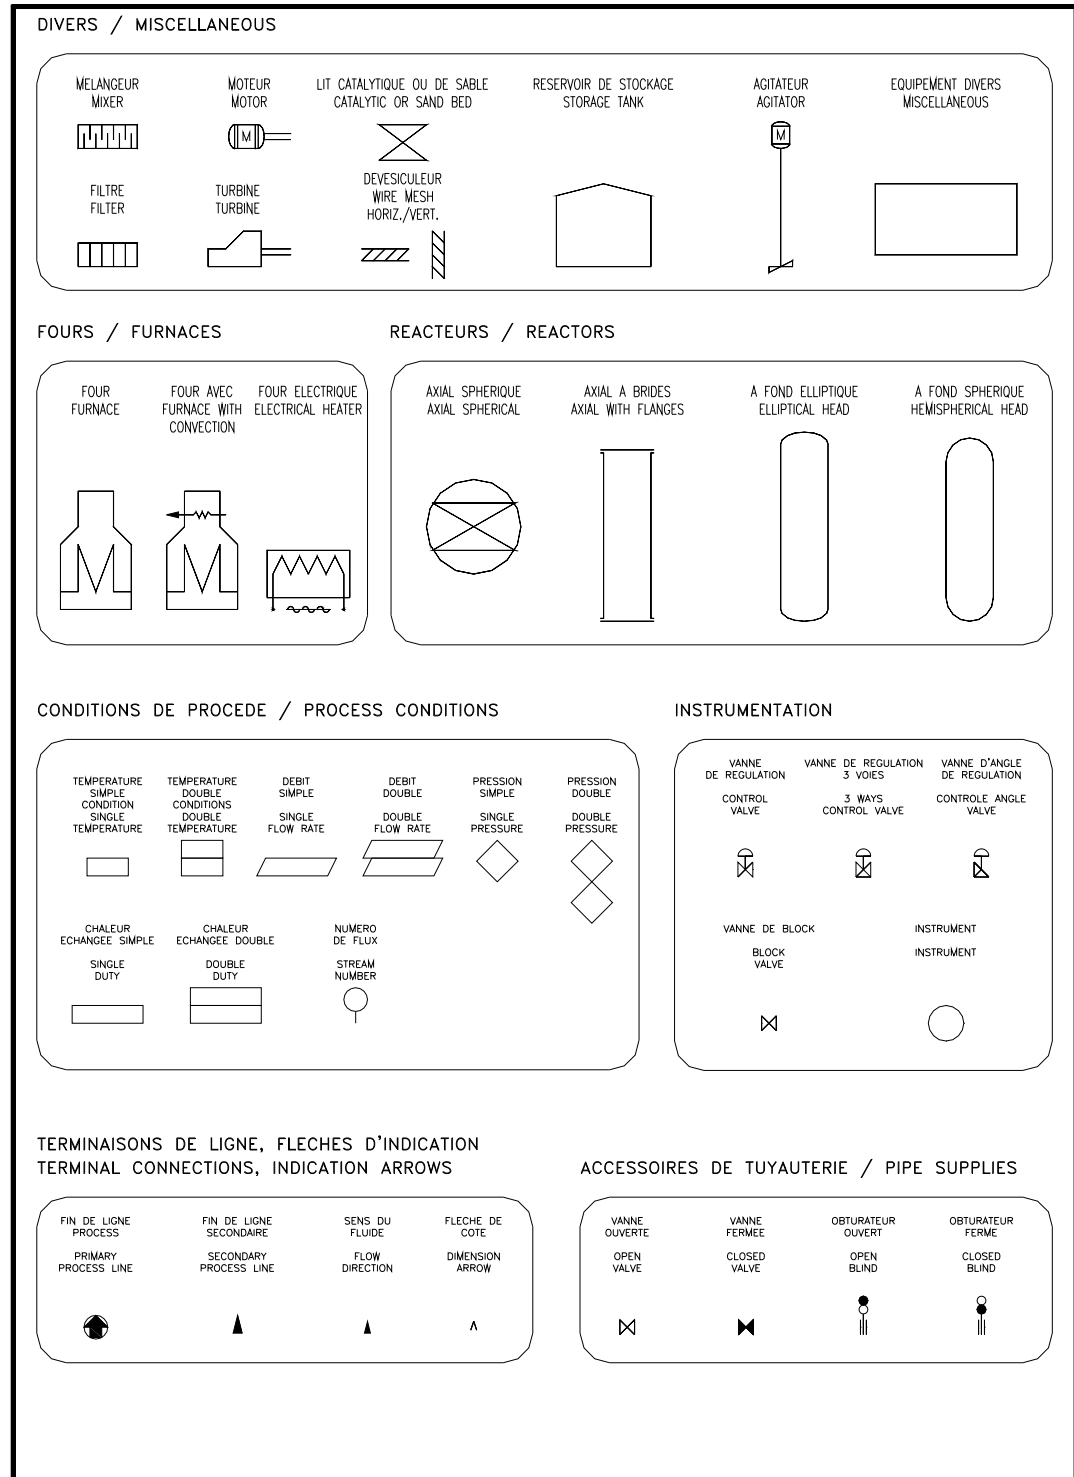 DIVERS / MISCELLANEOUS
MELANGEUR
MIXER
MOTEUR
MOTOR
M
LIT CATALYTIQUE OU DE SABLE
CATALYTIC OR SAND BED
RESERVOIR DE STOCKAGE
STORAGE TANK
AGITATEUR
AGITATOR
M
EQUIPEMENT DIVERS
MISCELLANEOUS
FILTRE
FILTER
TURBINE
TURBINE
DEVESICULEUR
WIRE MESH
HORIZ./VERT.
FOURS / FURNACES
FOUR
FURNACE
FOUR AVEC
FURNACE WITH
CONVECTION
FOUR ELECTRIQUE
ELECTRICAL HEATER
REACTEURS / REACTORS
AXIAL SPHERIQUE
AXIAL SPHERICAL
AXIAL A BRIDES
AXIAL WITH FLANGES
A FOND ELLIPTIQUE
ELLIPTICAL HEAD
A FOND SPHERIQUE
HEMISPHERICAL HEAD
CONDITIONS DE PROCEDE / PROCESS CONDITIONS
TEMPERATURE
SIMPLE
CONDITION
SINGLE
TEMPERATURE
TEMPERATURE
DOUBLE
CONDITIONS
DOUBLE
TEMPERATURE
DEBIT
SIMPLE
SINGLE
FLOW RATE
DEBIT
DOUBLE
DOUBLE
FLOW RATE
PRESSION
SIMPLE
SINGLE
PRESSURE
PRESSION
DOUBLE
DOUBLE
PRESSURE
CHALEUR
ECHANGEE SIMPLE
SINGLE
DUTY
CHALEUR
ECHANGEE DOUBLE
DOUBLE
DUTY
NUMERO
DE FLUX
STREAM
NUMBER
INSTRUMENTATION
VANNE
DE REGULATION
CONTROL
VALVE
VANNE DE REGULATION
3 VOIES
3 WAYS
CONTROL VALVE
VANNE D'ANGLE
DE REGULATION
CONTROLE ANGLE
VALVE
VANNE DE BLOCK
BLOCK
VALVE
INSTRUMENT
INSTRUMENT
TERMINAISONS DE LIGNE, FLECHES D'INDICATION
TERMINAL CONNECTIONS, INDICATION ARROWS
FIN DE LIGNE
PROCESS
PRIMARY
PROCESS LINE
FIN DE LIGNE
SECONDAIRE
SECONDARY
PROCESS LINE
SENS DU
FLUIDE
FLOW
DIRECTION
FLECHE DE
COTE
DIMENSION
ARROW
ACCESSOIRES DE TUYAUTERIE / PIPE SUPPLIES
VANNE
OUVERTE
OPEN
VALVE
VANNE
FERMEE
CLOSED
VALVE
OBTURATEUR
OUVERT
OPEN
BLIND
OBTURATEUR
FERME
CLOSED
BLIND